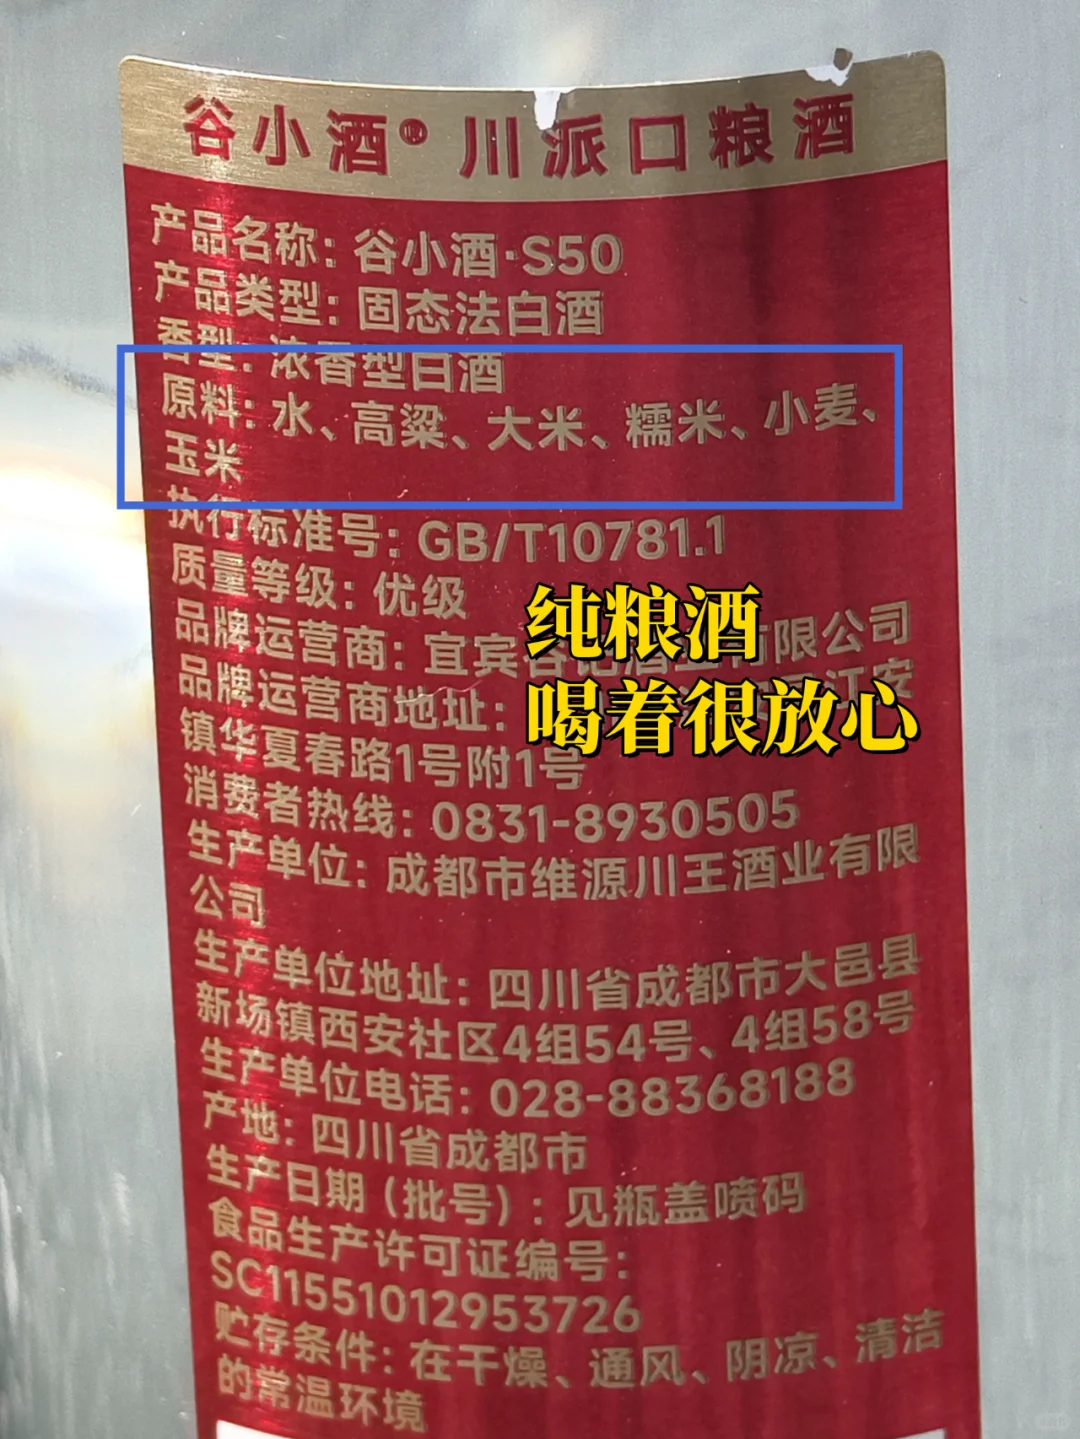 谷小酒® 川派口粮酒
产品名称：谷小酒·S50
产品类型：固态法白酒
香型：浓香型白酒
原料：水、高粱、大米、糯米、小麦、
玉米
执行标准号：GB/T10781.1
质量等级：优级
品牌运营商：宜宾谷记酒业有限公司
品牌运营商地址：江安
镇华夏春路1号附1号
纯粮酒
喝着很放心
消费者热线：0831-8930505
生产单位：成都市维源川王酒业有限
公司
生产单位地址：四川省成都市大邑县
新场镇西安社区4组54号、4组58号
生产单位电话：028-88368188
产地：四川省成都市
生产日期（批号）：见瓶盖喷码
食品生产许可证编号：
SC11551012953726
贮存条件：在干燥、通风、阴凉、清洁
的常温环境